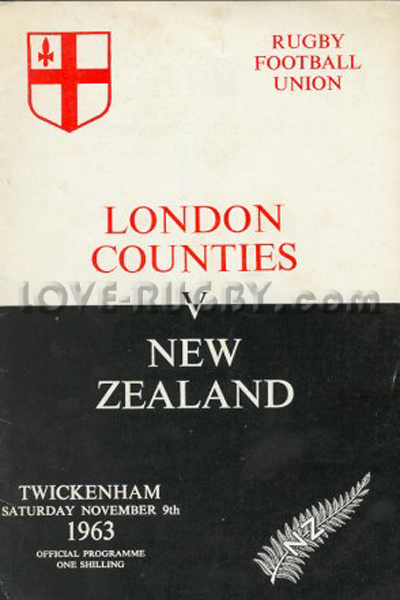 RUGBY
FOOTBALL
UNION
LONDON
COUNTIES
LOVE-RUGBY.com
V
NEW
ZEALAND
TWICKENHAM
SATURDAY NOVEMBER 9th
1963
OFFICIAL PROGRAMME
ONE SHILLING
NZ